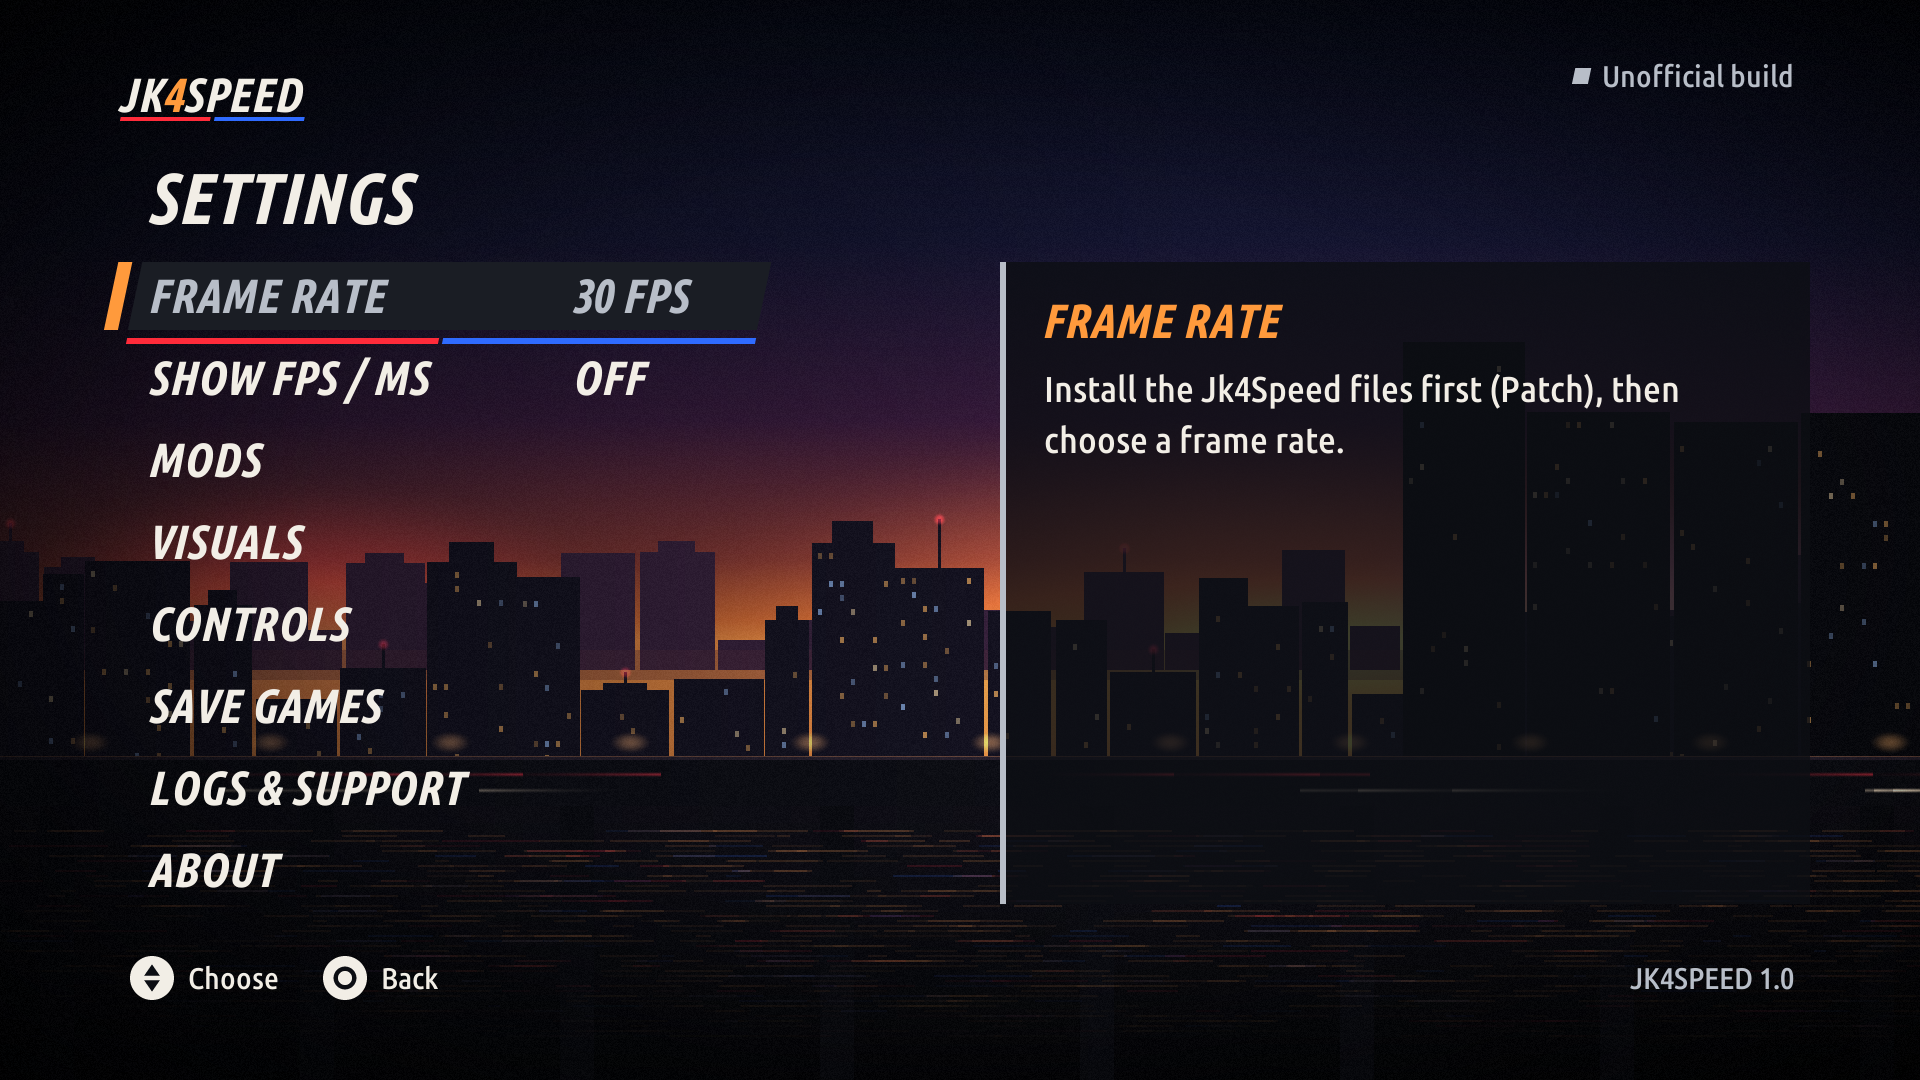 JK4SPEED
Unofficial build
SETTINGS
FRAME RATE 30 FPS
SHOW FPS / MS OFF
MODS
VISUALS
CONTROLS
SAVE GAMES
LOGS & SUPPORT
ABOUT
FRAME RATE
Install the Jk4Speed files first (Patch), then
choose a frame rate.
Choose Back
JK4SPEED 1.0